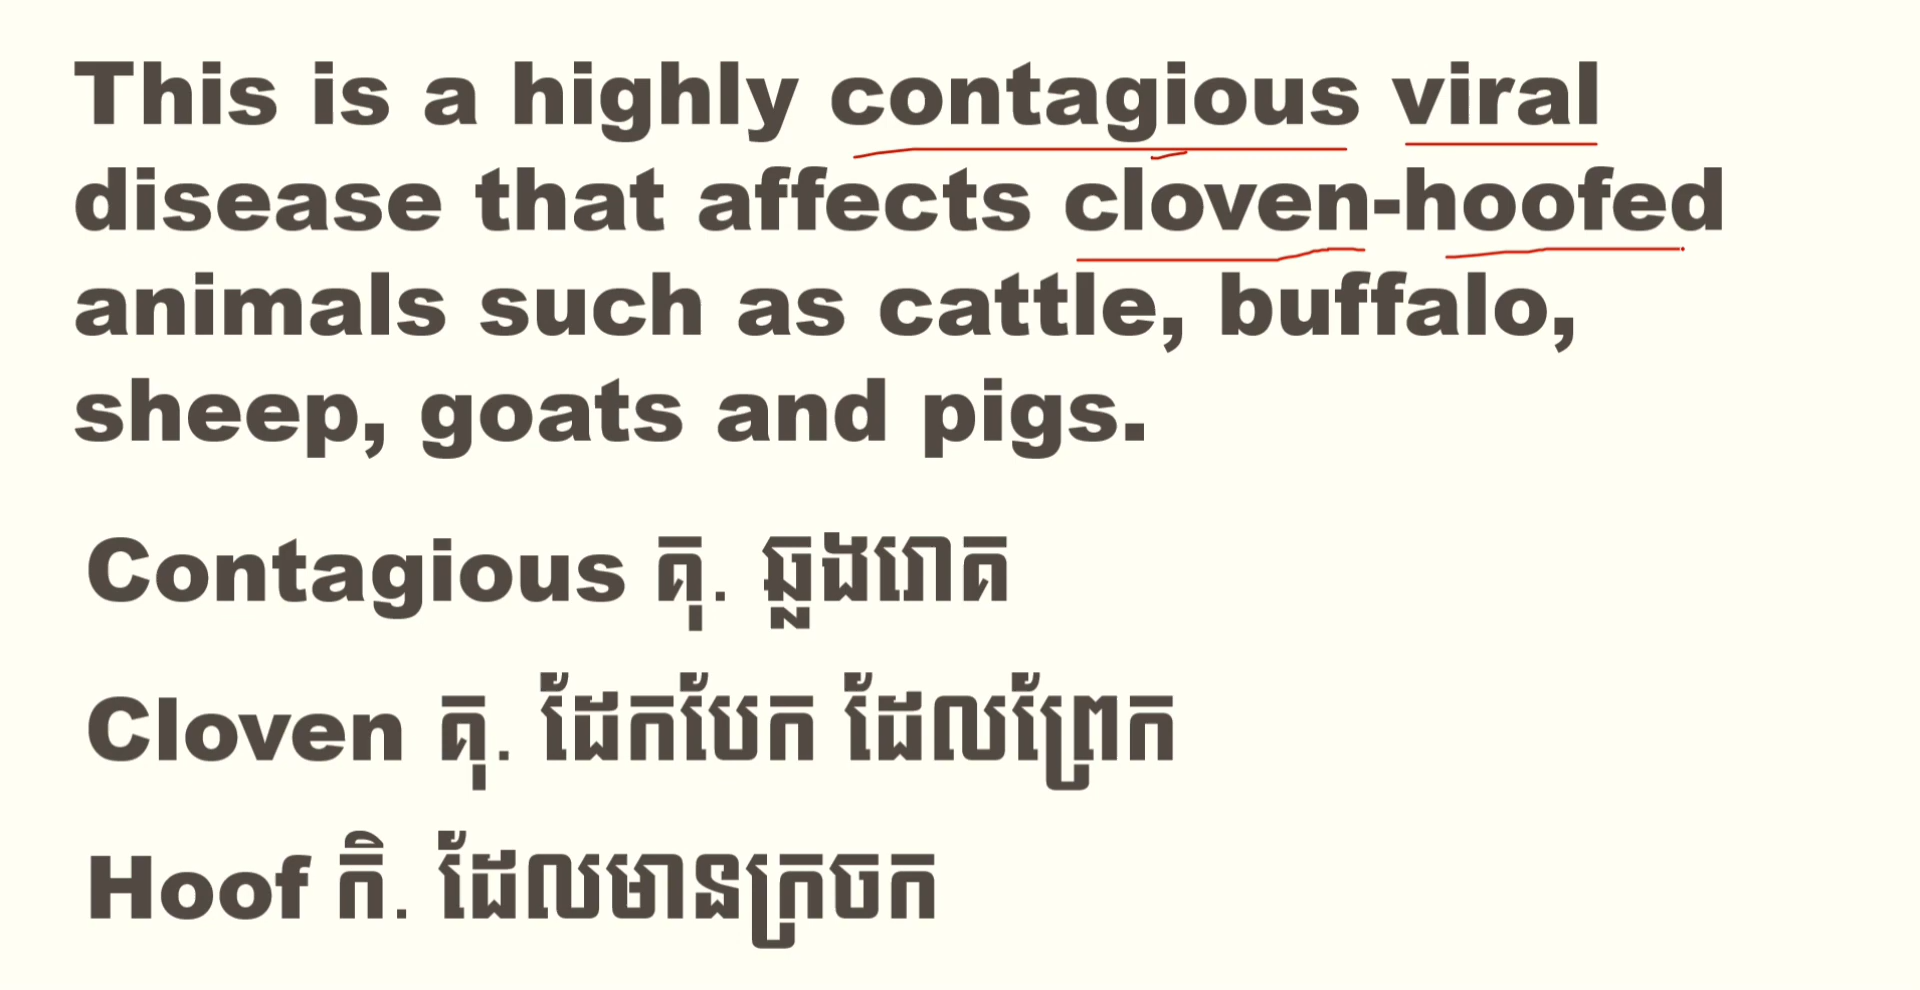 This is a highly contagious viral
disease that affects cloven-hoofed
animals such as cattle, buffalo,
sheep, goats and pigs.
Contagious គុ. ឆ្លងរោគ
Cloven គុ. ដែកបែក ដែលព្រែក
Hoof កិ. ដែលមានក្រចក